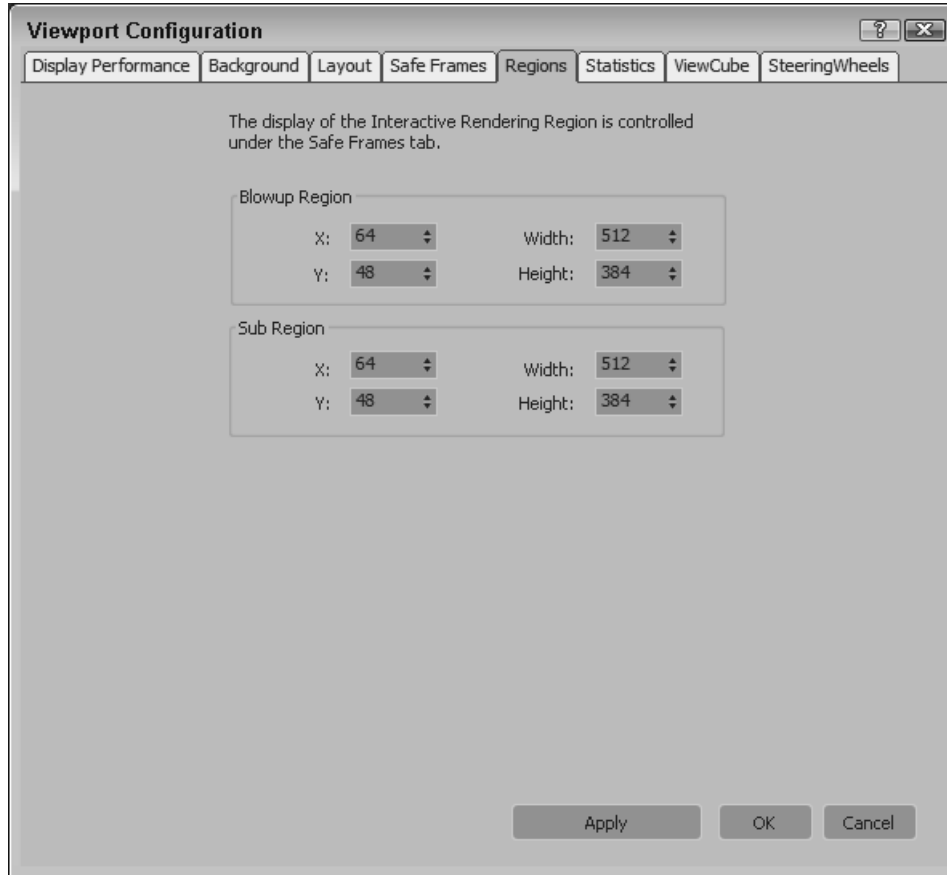 Viewport Configuration
?
Display Performance Background Layout Safe Frames Regions Statistics ViewCube SteeringWheels
The display of the Interactive Rendering Region is controlled
under the Safe Frames tab.
Blowup Region
X: 64 Width: 512
Y: 48 Height: 384
Sub Region
X: 64 Width: 512
Y: 48 Height: 384
Apply OK Cancel